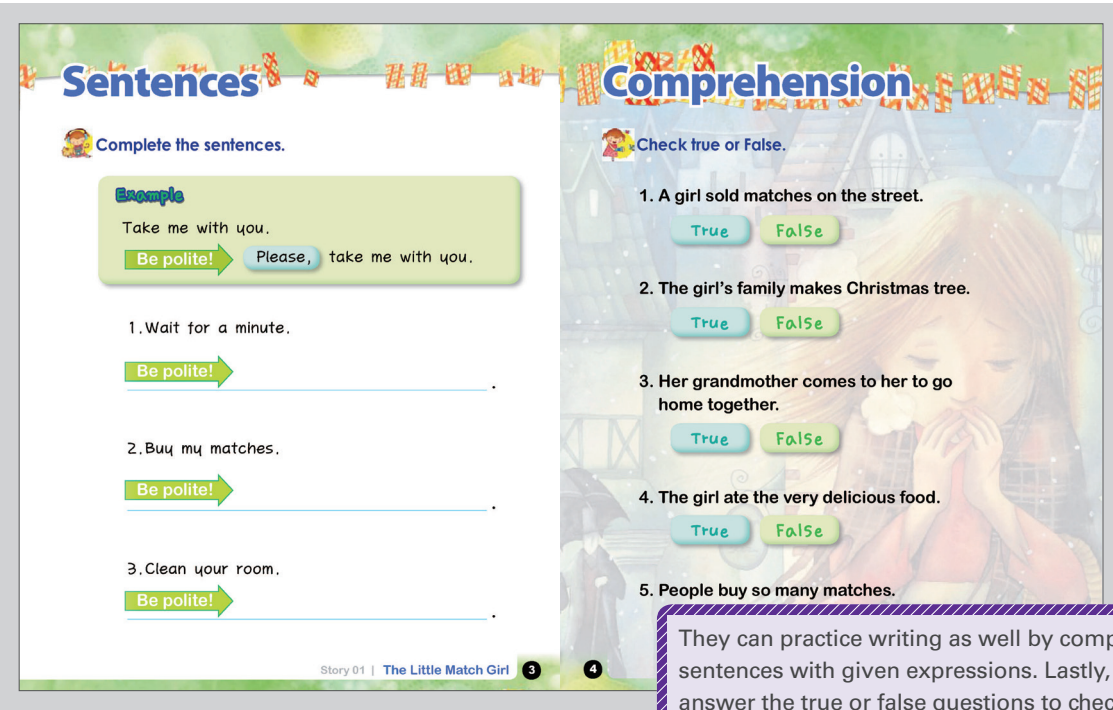 Sentences
Complete the sentences.
Example
Take me with you.
Be polite! Please, take me with you.
1. Wait for a minute.
Be polite!
.
2. Buy my matches.
Be polite!
.
3. Clean your room.
Be polite!
.
Story 01 | The Little Match Girl 3
Comprehension
Check true or False.
1. A girl sold matches on the street.
True False
2. The girl's family makes Christmas tree.
True False
3. Her grandmother comes to her to go
home together.
True False
4. The girl ate the very delicious food.
True False
5. People buy so many matches.
4
They can practice writing as well by
sentences with given expressions. Lastly,
answer the true or false questions to